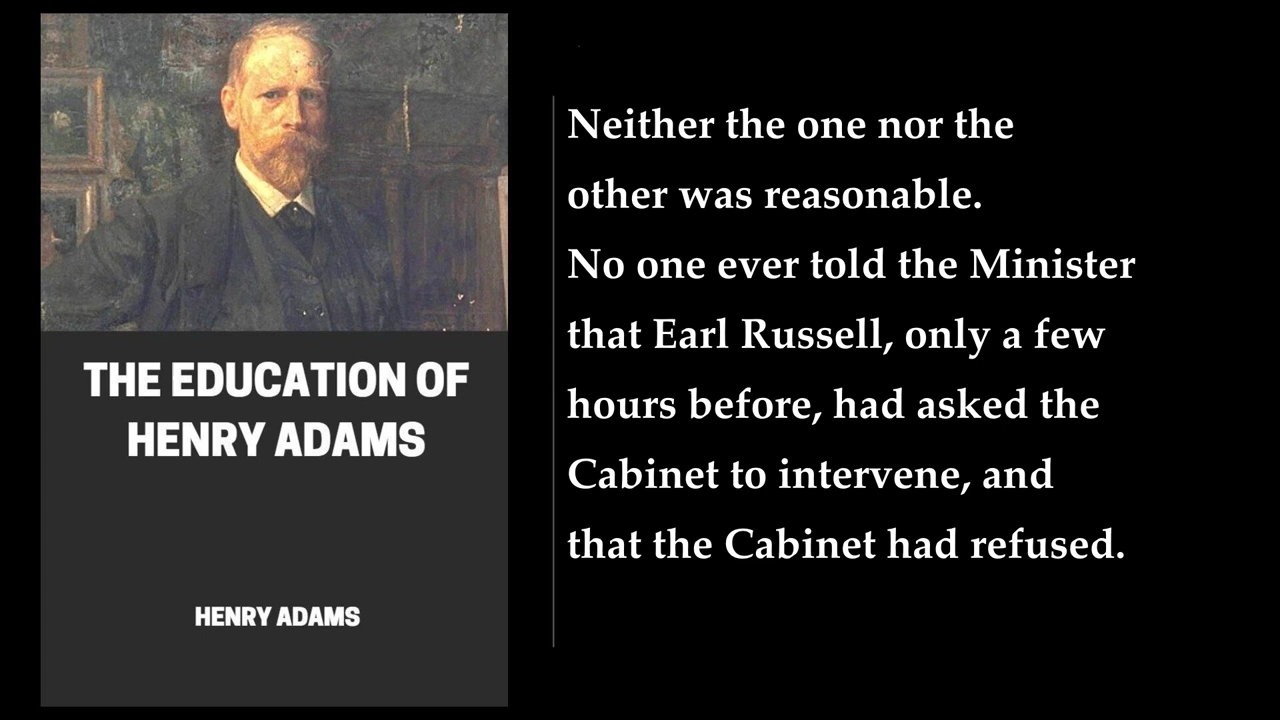 THE EDUCATION OF
HENRY ADAMS
HENRY ADAMS
Neither the one nor the
other was reasonable.
No one ever told the Minister
that Earl Russell, only a few
hours before, had asked the
Cabinet to intervene, and
that the Cabinet had refused.